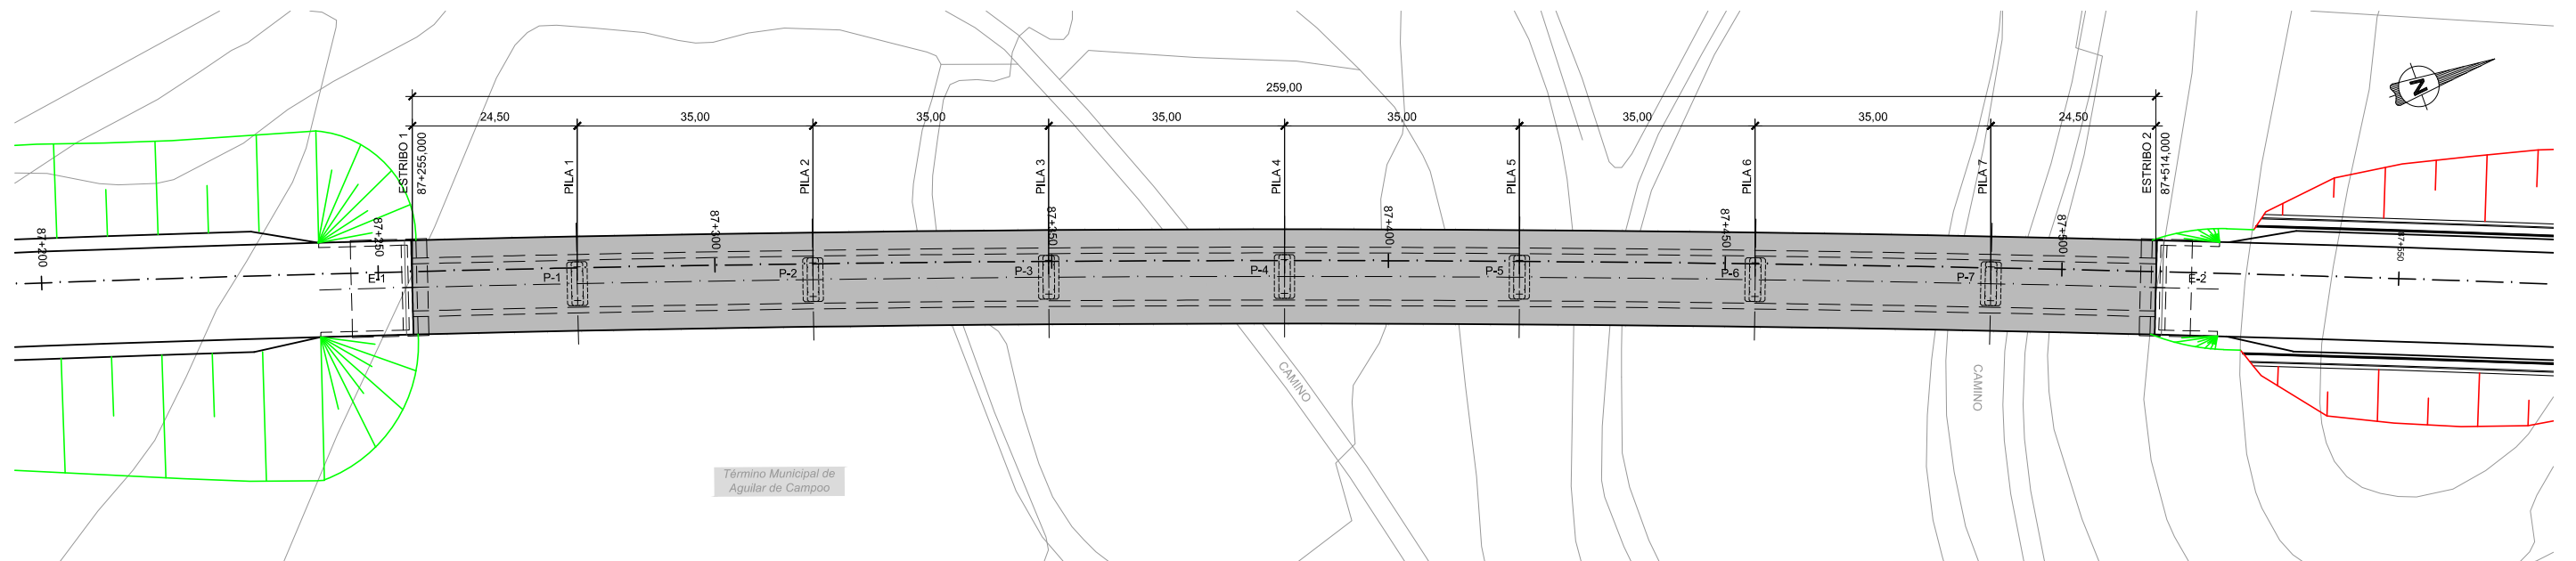 259,00
24,50
35,00
35,00
35,00
35,00
35,00
35,00
24,50
N
ESTRIBO 1
87+255,000
PILA 1
PILA 2
PILA 3
PILA 4
PILA 5
PILA 6
PILA 7
ESTRIBO 2
87+514,000
87+200
87+250
87+300
87+350
87+400
87+450
87+500
87+550
E-1
P-1
P-2
P-3
P-4
P-5
P-6
P-7
E-2
CAMINO
CAMINO
Término Municipal de
Aguilar de Campoo